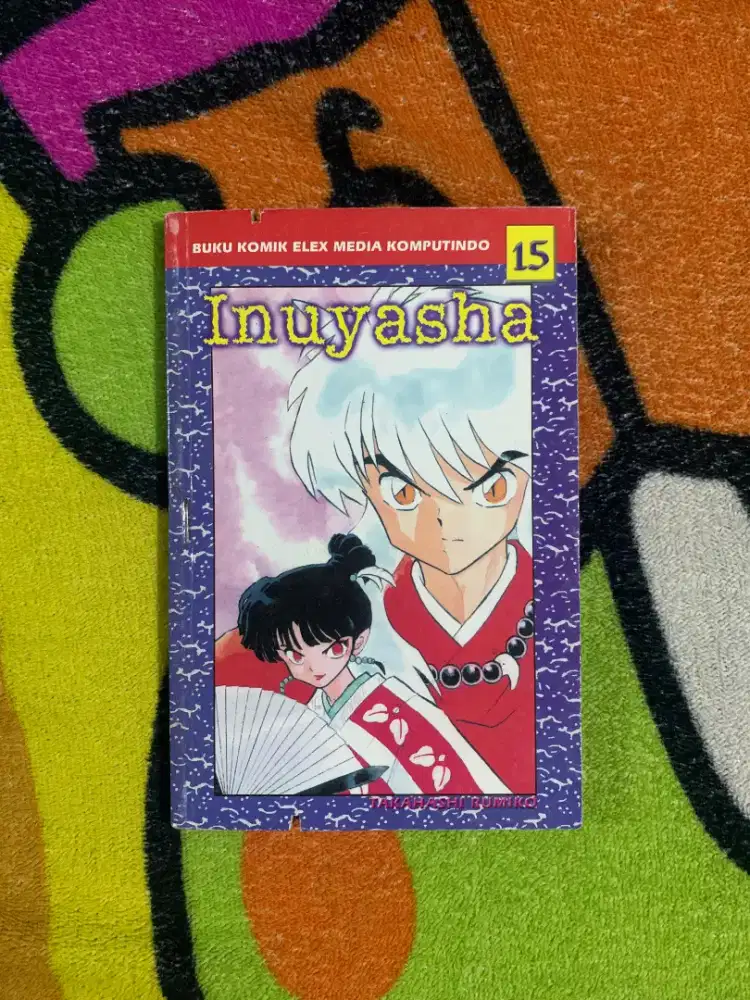 BUKU KOMIK ELEX MEDIA KOMPUTINDO
15
Inuyasha
TAKAHASHI RUMIKO